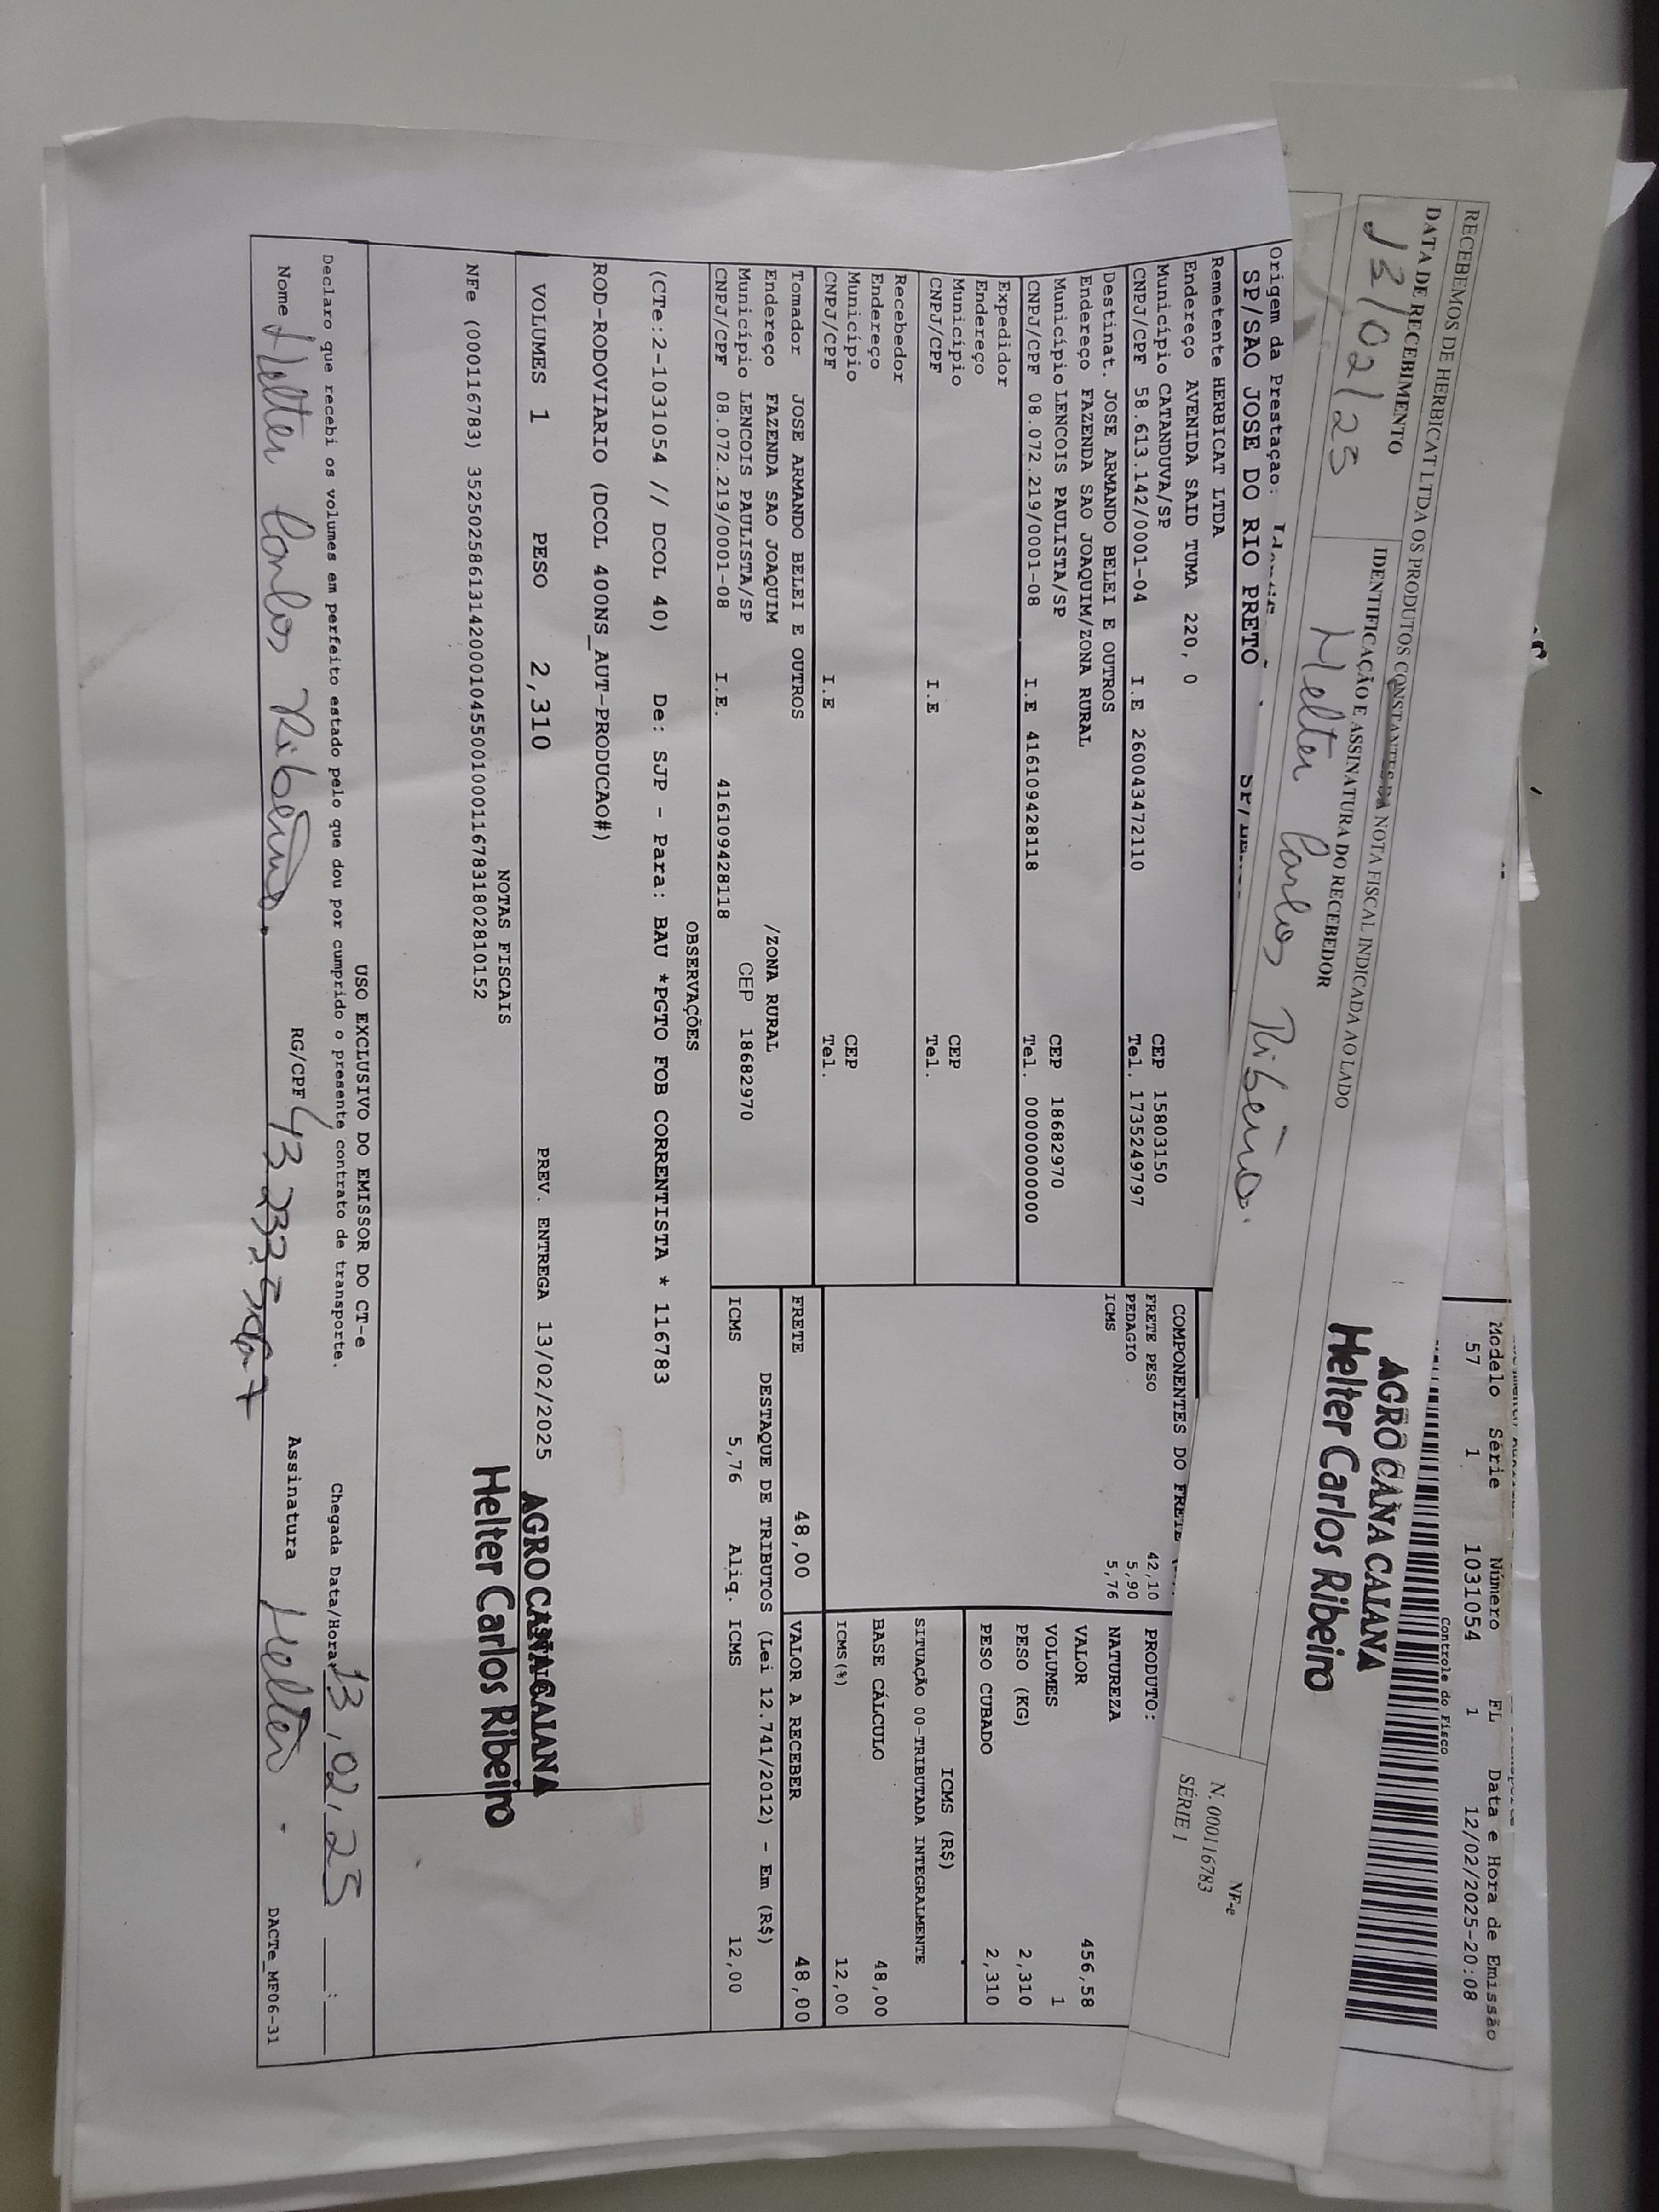 RECEBEMOS DE HERBICAT LTDA OS PRODUTOS CONSTANTES DA NOTA FISCAL INDICADA AO LADO
DATA DE RECEBIMENTO
IDENTIFICAÇÃO E ASSINATURA DO RECEBEDOR
13/02/25
Helter Carlos Ribeiro.
AGRO CANA CAIANA
Helter Carlos Ribeiro
NF-e
N. 000116783
SÉRIE 1
Modelo Série Número FL Data e Hora de Emissão
57 1 1031054 1 12/02/2025-20:08
Controle do Fisco
Origem da Prestação:
SP/SAO JOSE DO RIO PRETO
Remetente HERBICAT LTDA
Endereço AVENIDA SAID TUMA 220, 0
Município CATANDUVA/SP CEP 15803150
CNPJ/CPF 58.613.142/0001-04 I.E 260043472110 Tel. 1735249797
Destinat. JOSE ARMANDO BELEI E OUTROS
Endereço FAZENDA SAO JOAQUIM/ZONA RURAL
Município LENCOIS PAULISTA/SP CEP 18682970
CNPJ/CPF 08.072.219/0001-08 I.E 416109428118 Tel. 00000000000
Expedidor
Endereço
Município CEP
CNPJ/CPF I.E Tel.
Recebedor
Endereço
Município CEP
CNPJ/CPF I.E Tel.
Tomador JOSE ARMANDO BELEI E OUTROS
Endereço FAZENDA SAO JOAQUIM /ZONA RURAL
Município LENCOIS PAULISTA/SP CEP 18682970
CNPJ/CPF 08.072.219/0001-08 I.E. 416109428118
COMPONENTES DO FRETE
FRETE PESO 42,10
PEDAGIO 5,90
ICMS 5,76
PRODUTO:
NATUREZA
VALOR 456,58
VOLUMES 1
PESO (KG) 2,310
PESO CUBADO 2,310
ICMS (R$)
SITUAÇÃO 00-TRIBUTADA INTEGRALMENTE
BASE CÁLCULO 48,00
ICMS(%) 12,00
FRETE 48,00 VALOR A RECEBER 48,00
DESTAQUE DE TRIBUTOS (Lei 12.741/2012) - Em (R$)
ICMS 5,76 Aliq. ICMS 12,00
OBSERVAÇÕES
(CTe:2-1031054 // DCOL 40) De: SJP - Para: BAU *PGTO FOB CORRENTISTA * 116783
ROD-RODOVIARIO (DCOL 400NS_AUT-PRODUCAO#)
VOLUMES 1 PESO 2,310 PREV. ENTREGA 13/02/2025
AGRO CANA CAIANA
Helter Carlos Ribeiro
NOTAS FISCAIS
NFe (000116783) 35250258613142000104550010001167831802810152
USO EXCLUSIVO DO EMISSOR DO CT-e
Declaro que recebi os volumes em perfeito estado pelo que dou por cumprido o presente contrato de transporte. Chegada Data/Hora: 13,02,25 ___:___
Nome Helter Carlos Ribeiro. RG/CPF Assinatura Helter
DACTe_MF06-31